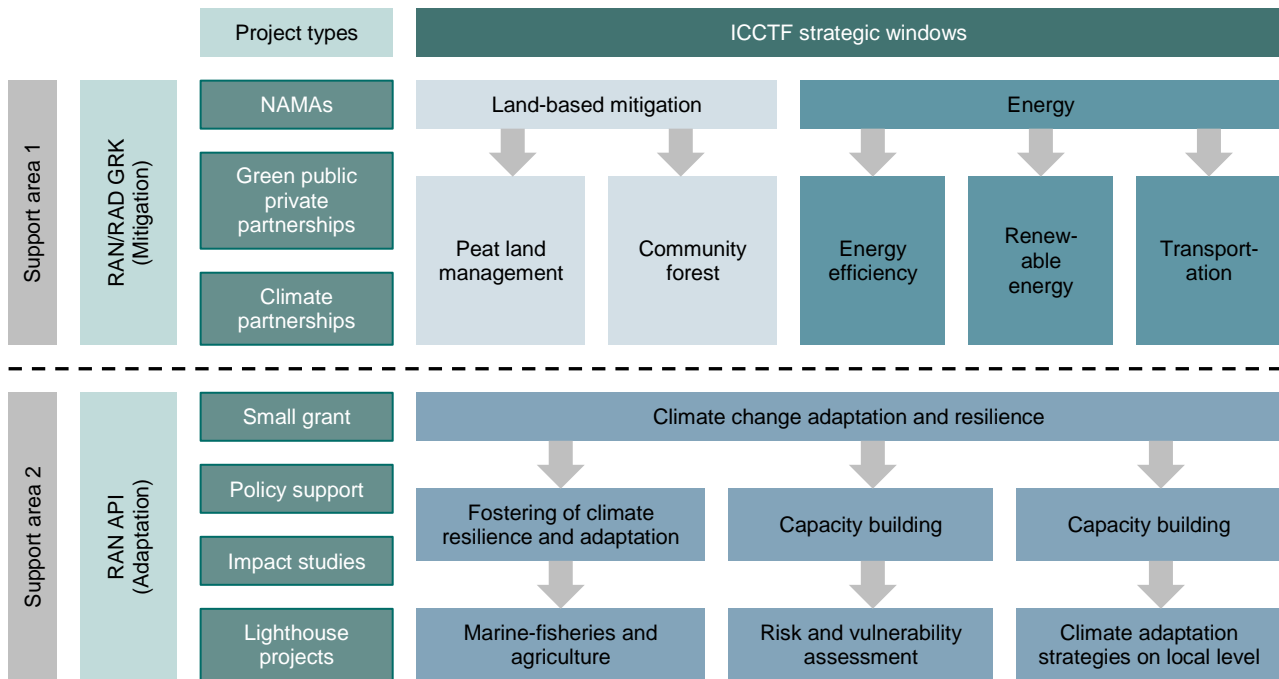 Project types
ICCTF strategic windows
Support area 1
RAN/RAD GRK
(Mitigation)
NAMAs
Green public
private
partnerships
Climate
partnerships
Land-based mitigation
Energy
Peat land
management
Community
forest
Energy
efficiency
Renew-
able
energy
Transport-
ation
Support area 2
RAN API
(Adaptation)
Small grant
Policy support
Impact studies
Lighthouse
projects
Climate change adaptation and resilience
Fostering of climate
resilience and adaptation
Capacity building
Capacity building
Marine-fisheries and
agriculture
Risk and vulnerability
assessment
Climate adaptation
strategies on local level